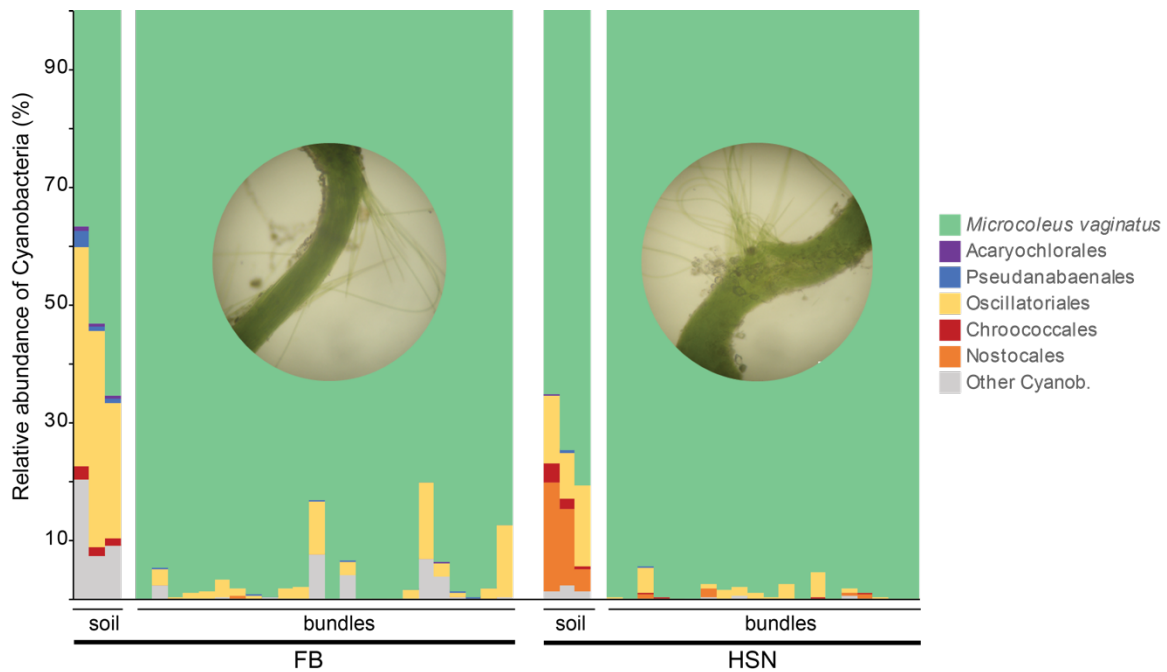 Relative abundance of Cyanobacteria (%)
90
70
50
30
10
soil
bundles
FB
soil
bundles
HSN
Microcoleus vaginatus
Acaryochlorales
Pseudanabaenales
Oscillatoriales
Chroococcales
Nostocales
Other Cyanob.